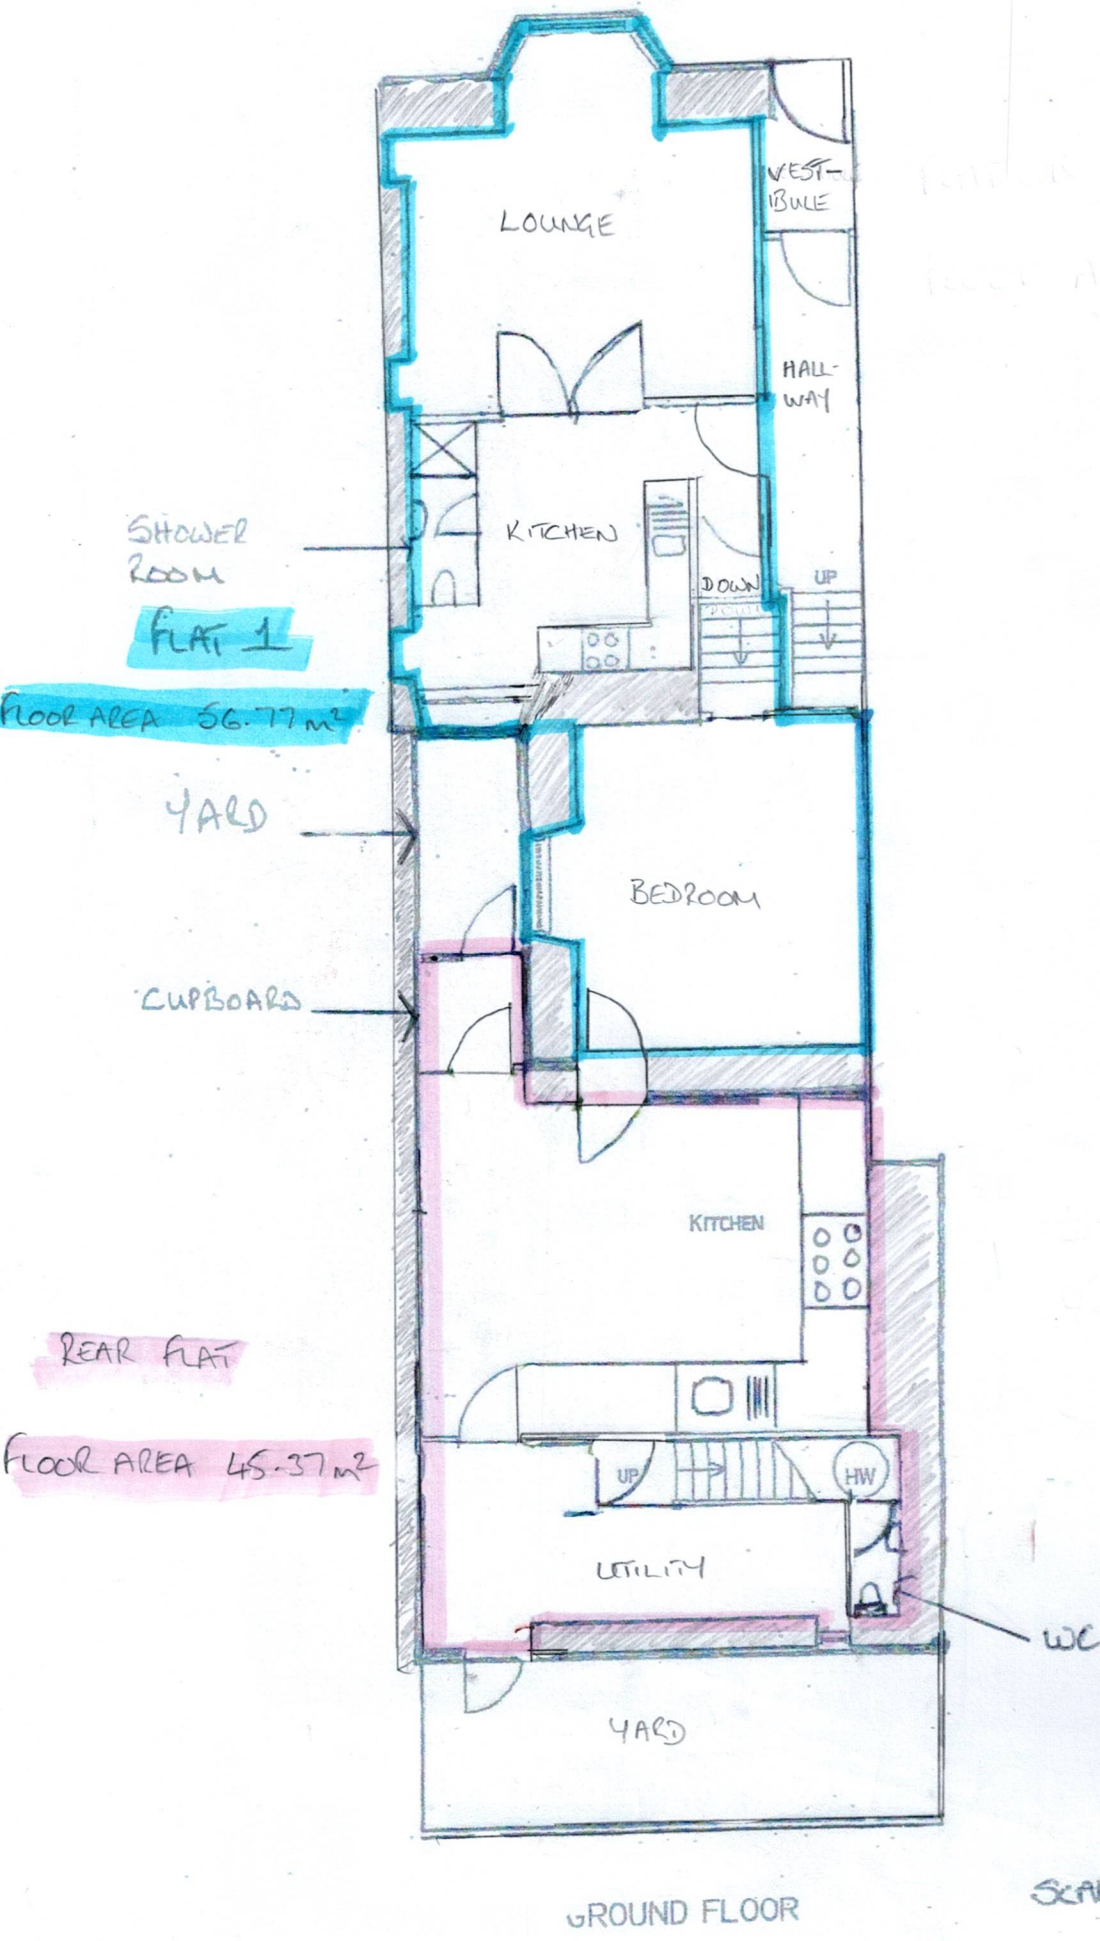 VEST-
IBULE
LOUNGE
HALL-
WAY
SHOWER
ROOM
KITCHEN
DOWN
UP
FLAT 1
FLOOR AREA 56.77m²
YARD
BEDROOM
CUPBOARD
KITCHEN
REAR FLAT
FLOOR AREA 45.37m²
UP
HW
UTILITY
WC
YARD
GROUND FLOOR